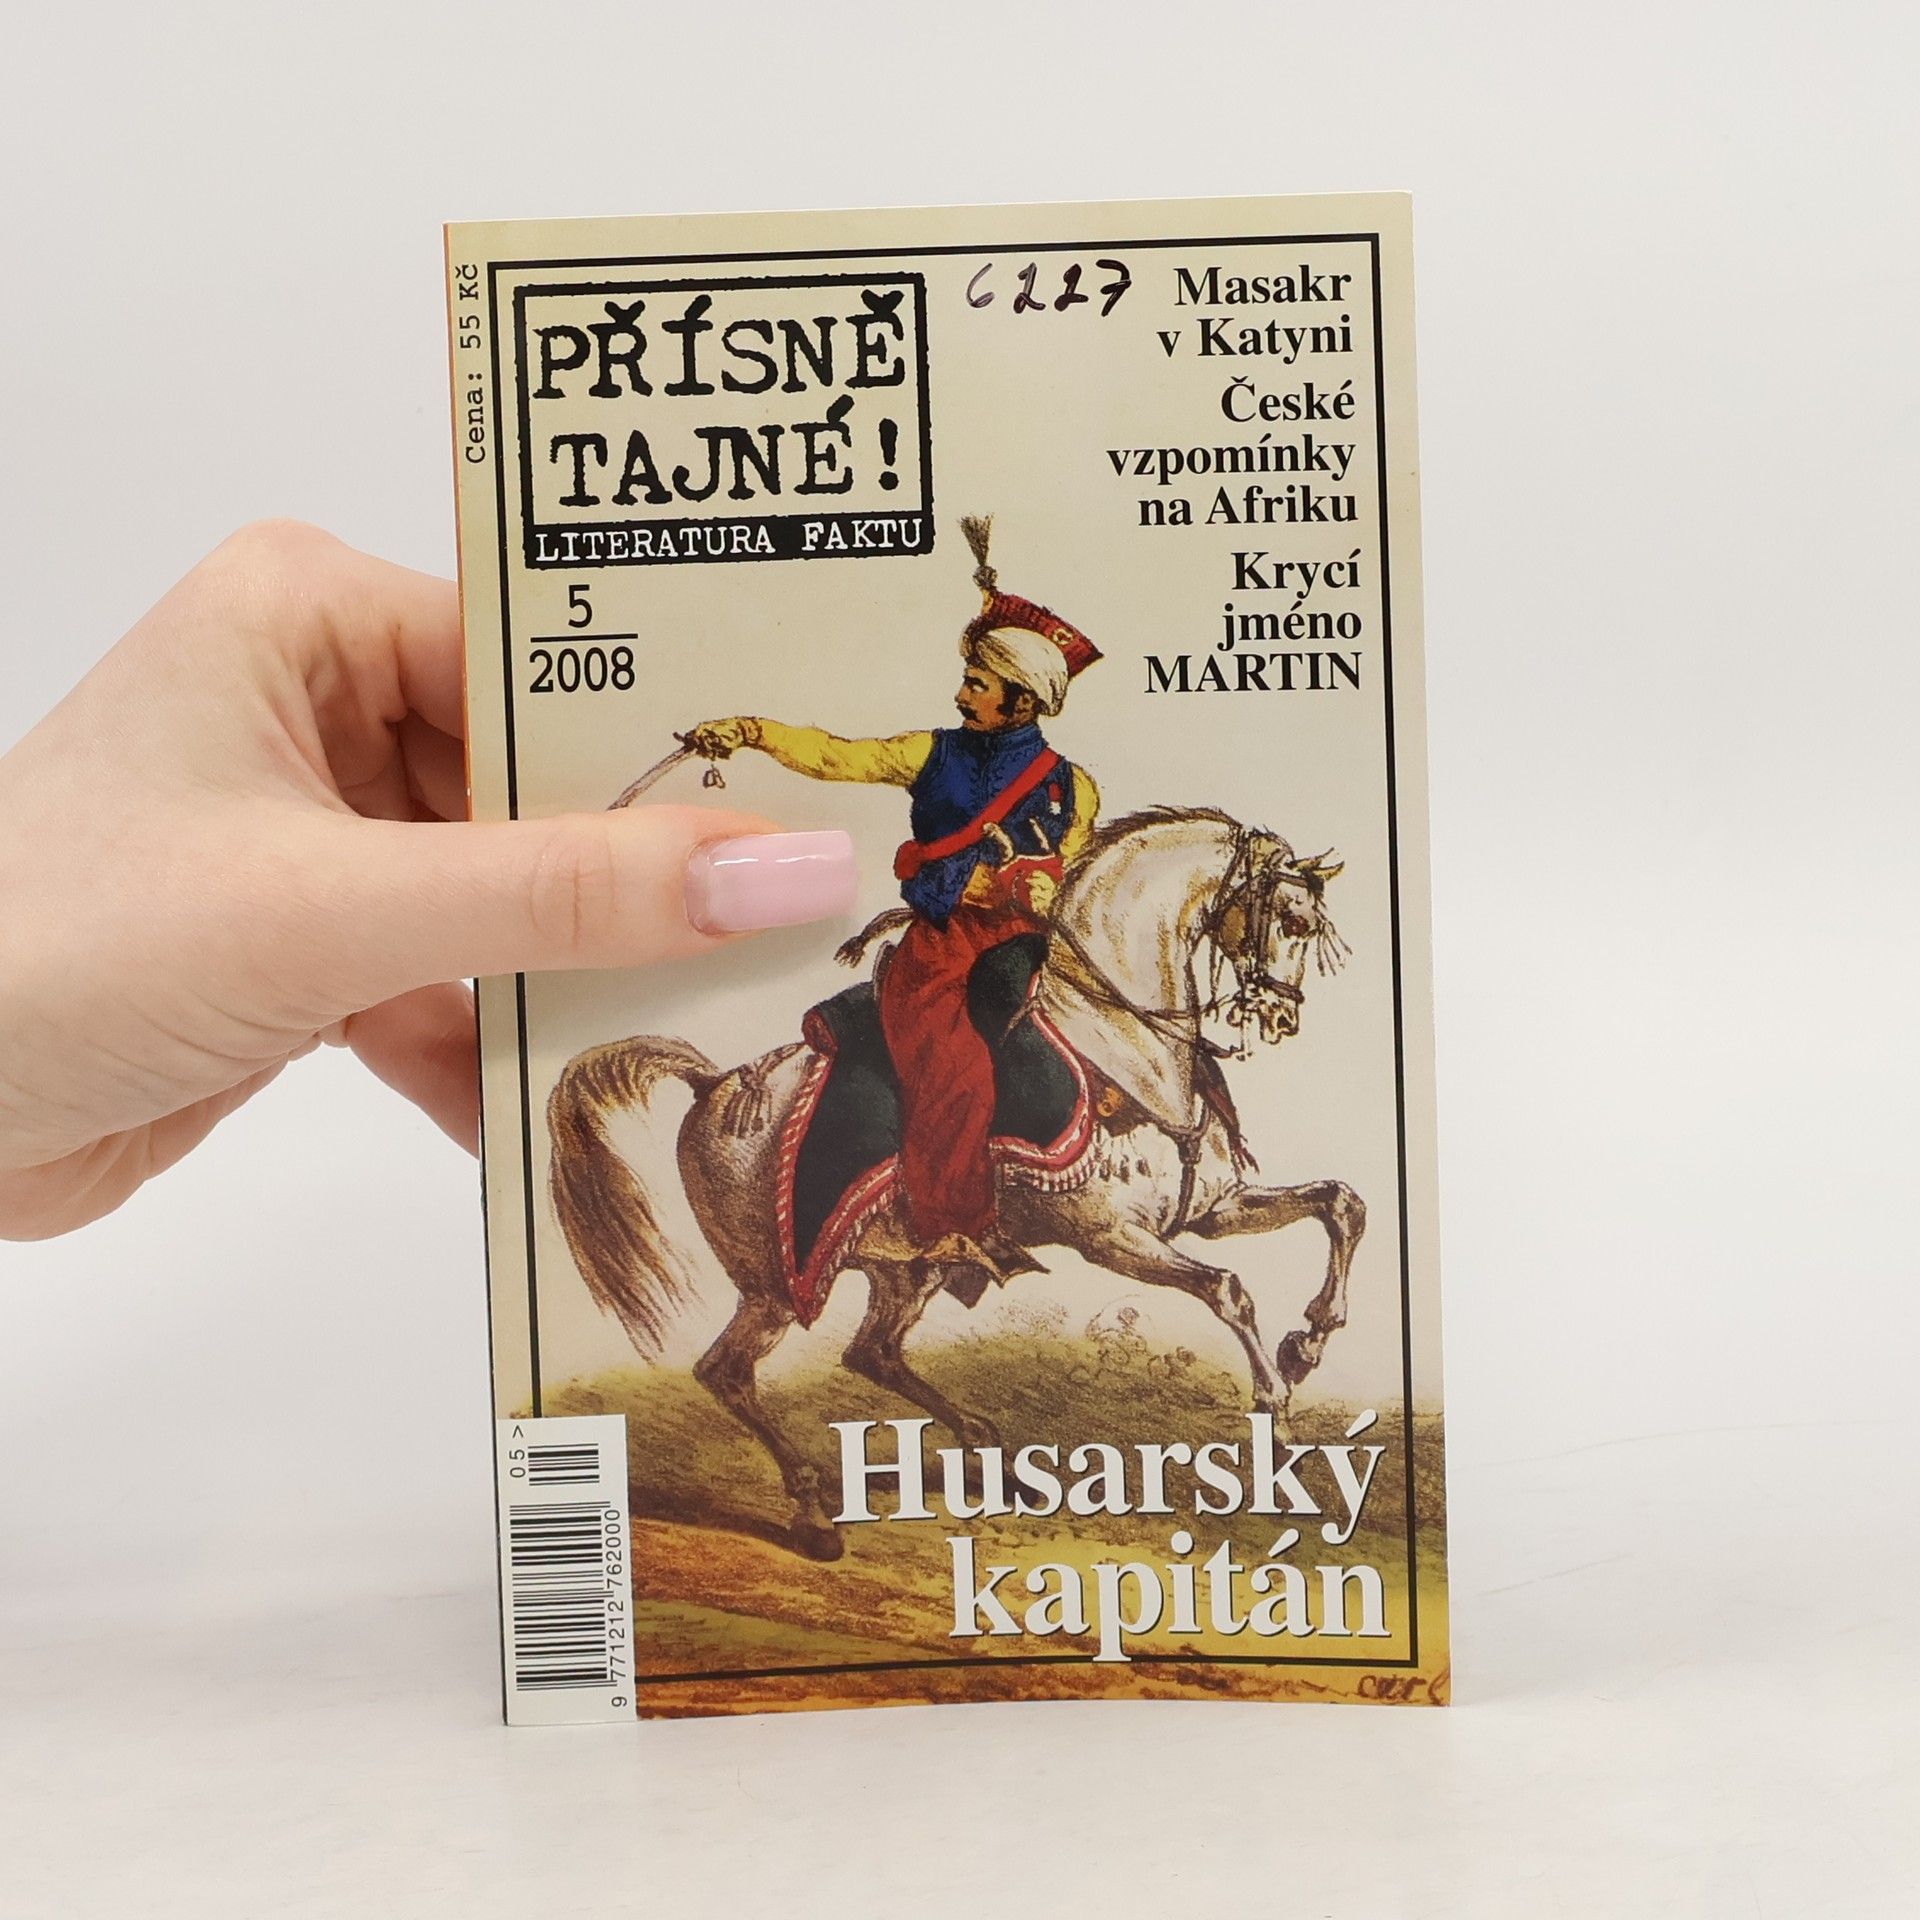 Cena: 55 Kč
PŘÍSNĚ
TAJNÉ!
LITERATURA FAKTU
5
2008
6227
Masakr
v Katyni
České
vzpomínky
na Afriku
Krycí
jméno
MARTIN
Husarský
kapitán
05 >
9 771212 762000